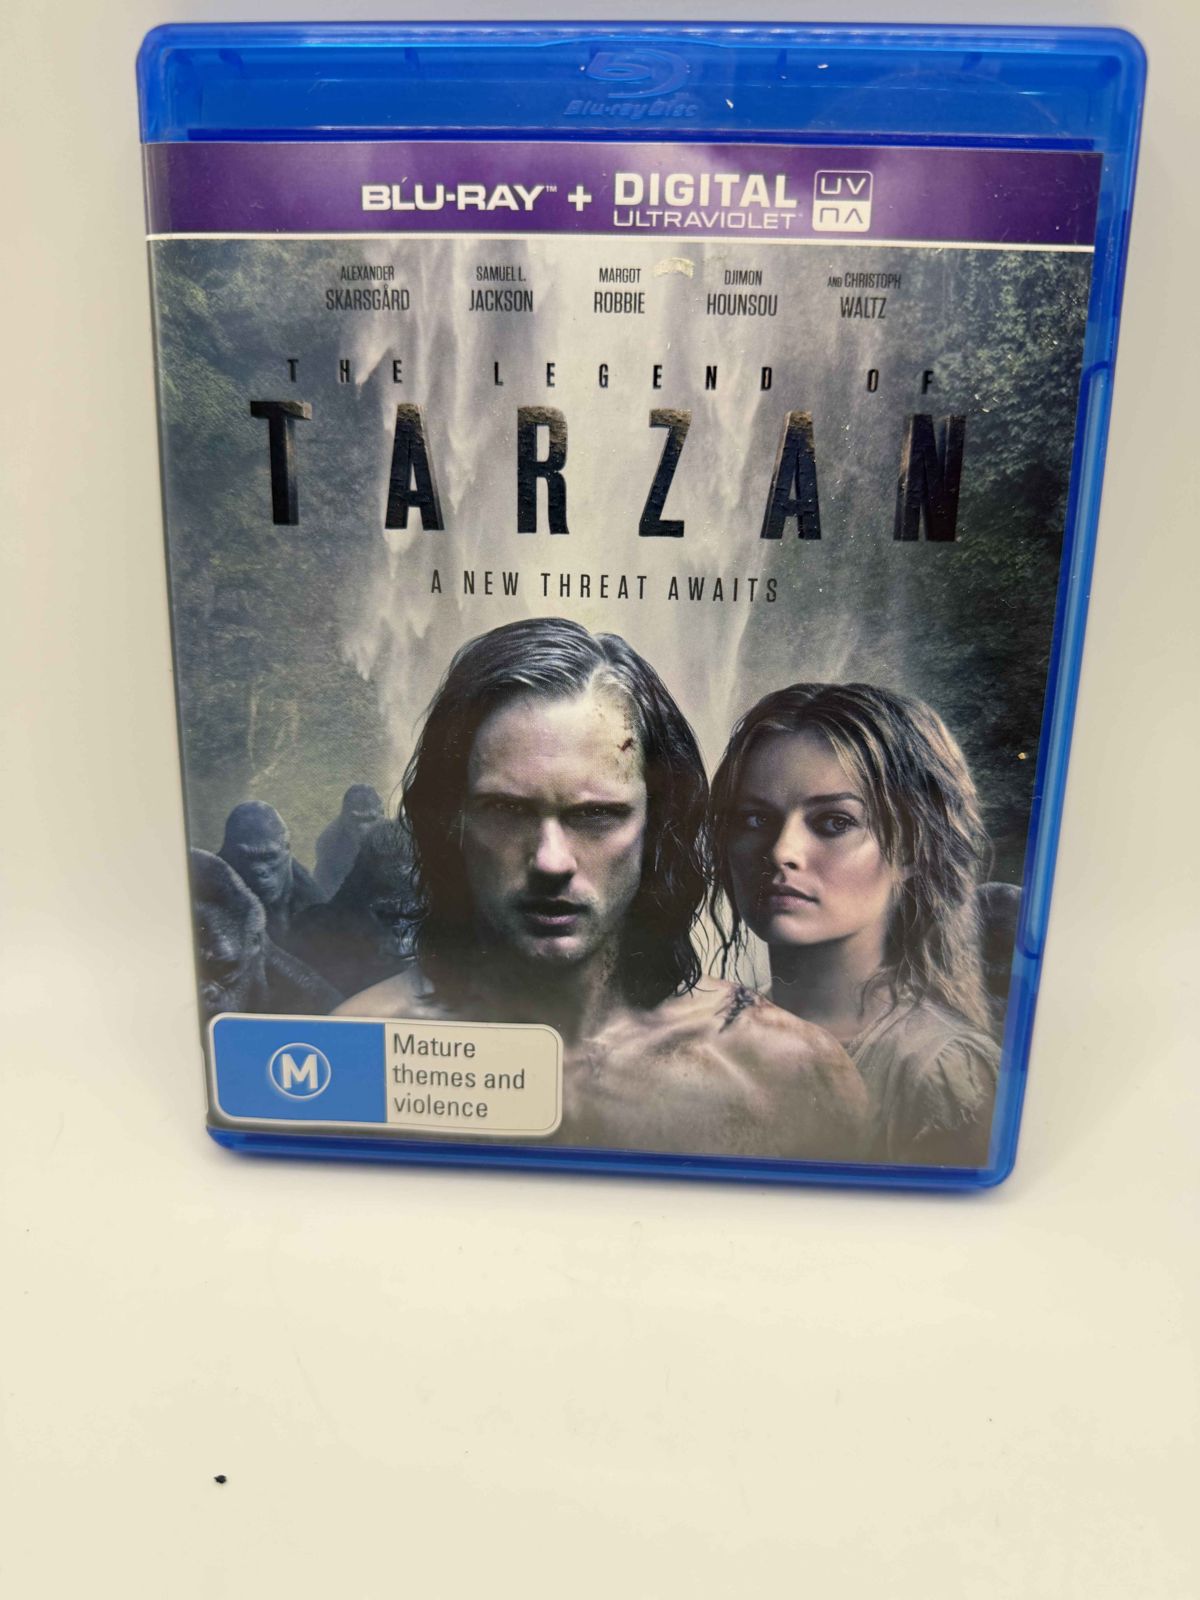 Blu-ray Disc
BLU-RAY™ + DIGITAL ULTRAVIOLET UV
ALEXANDER SKARSGÅRD
SAMUEL L. JACKSON
MARGOT ROBBIE
DJIMON HOUNSOU
AND CHRISTOPH WALTZ
THE LEGEND OF
TARZAN
A NEW THREAT AWAITS
M
Mature
themes and
violence